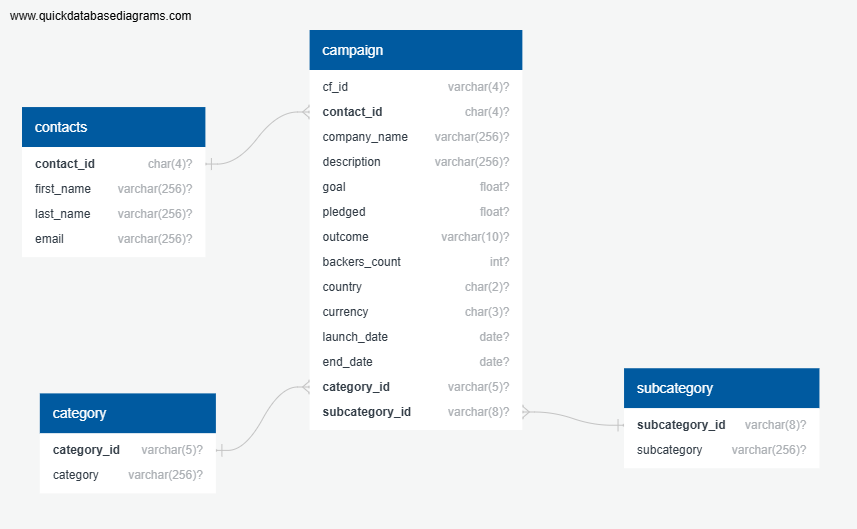 www.quickdatabasediagrams.com
campaign
cf_id varchar(4)?
contact_id char(4)?
company_name varchar(256)?
description varchar(256)?
goal float?
pledged float?
outcome varchar(10)?
backers_count int?
country char(2)?
currency char(3)?
launch_date date?
end_date date?
category_id varchar(5)?
subcategory_id varchar(8)?
contacts
contact_id char(4)?
first_name varchar(256)?
last_name varchar(256)?
email varchar(256)?
category
category_id varchar(5)?
category varchar(256)?
subcategory
subcategory_id varchar(8)?
subcategory varchar(256)?